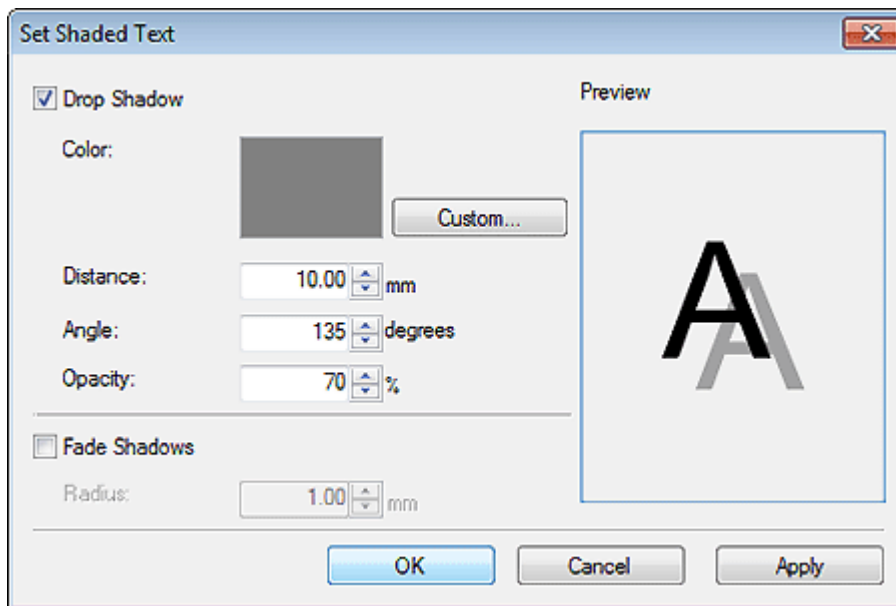 Set Shaded Text
Drop Shadow
Preview
Color:
Custom...
Distance: 10.00 mm
Angle: 135 degrees
Opacity: 70 %
Fade Shadows
Radius: 1.00 mm
OK Cancel Apply
A
A